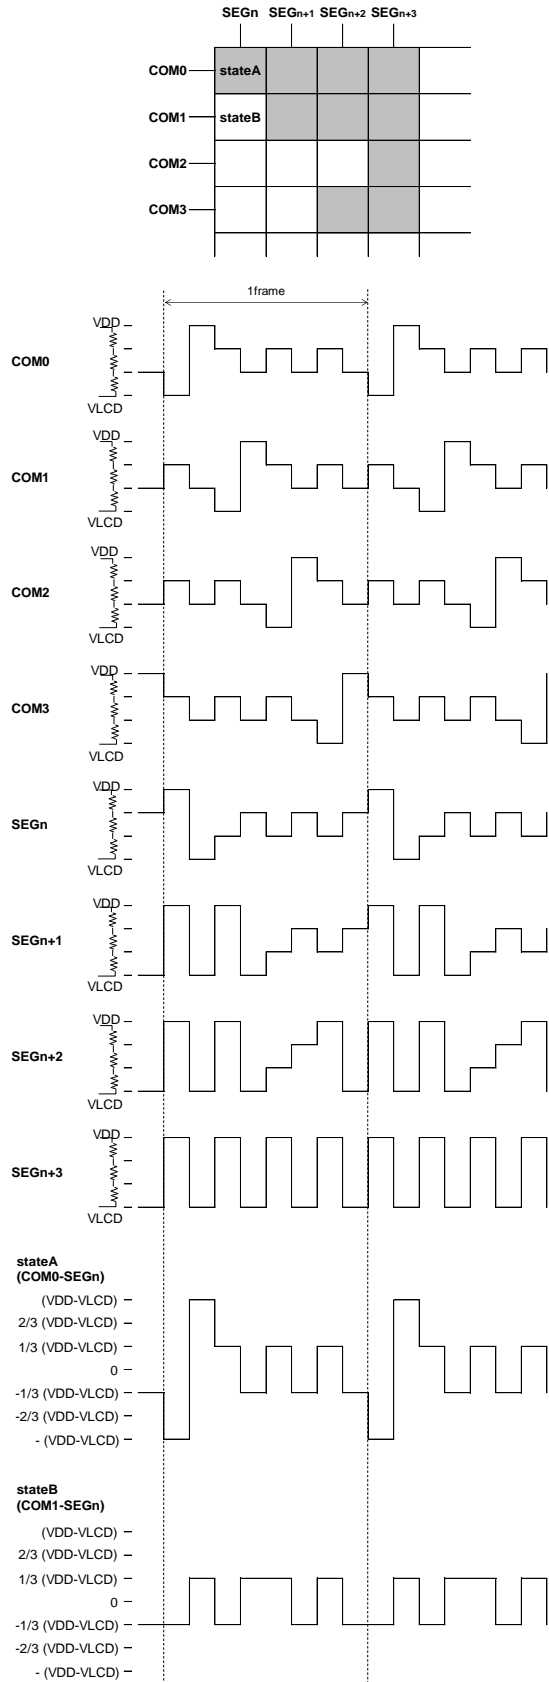 SEGn SEGn+1 SEGn+2 SEGn+3
COM0 stateA
COM1 stateB
COM2
COM3
1frame
VDD
COM0
VLCD
VDD
COM1
VLCD
VDD
COM2
VLCD
VDD
COM3
VLCD
VDD
SEGn
VLCD
VDD
SEGn+1
VLCD
VDD
SEGn+2
VLCD
VDD
SEGn+3
VLCD
stateA
(COM0-SEGn)
(VDD-VLCD)
2/3 (VDD-VLCD)
1/3 (VDD-VLCD)
0
-1/3 (VDD-VLCD)
-2/3 (VDD-VLCD)
- (VDD-VLCD)
stateB
(COM1-SEGn)
(VDD-VLCD)
2/3 (VDD-VLCD)
1/3 (VDD-VLCD)
0
-1/3 (VDD-VLCD)
-2/3 (VDD-VLCD)
- (VDD-VLCD)